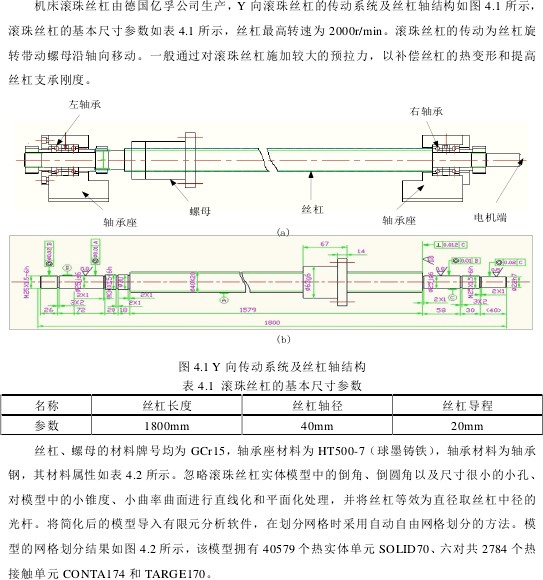 机床滚珠丝杠由德国亿孚公司生产，Y 向滚珠丝杠的传动系统及丝杠轴结构如图 4.1 所示，
滚珠丝杠的基本尺寸参数如表 4.1 所示，丝杠最高转速为 2000r/min。滚珠丝杠的传动为丝杠旋
转带动螺母沿轴向移动。一般通过对滚珠丝杠施加较大的预拉力，以补偿丝杠的热变形和提高
丝杠支承刚度。
左轴承
右轴承
轴承座
螺母
丝杠
轴承座
电机端
(a)
67
14
2X1
2X1
2X1
2X1
3X2
2X1
3X2
26
72
29
18
1579
58
30
(40)
1800
(b)
图 4.1 Y 向传动系统及丝杠轴结构
表 4.1 滚珠丝杠的基本尺寸参数
名称 丝杠长度 丝杠轴径 丝杠导程
参数 1800mm 40mm 20mm
丝杠、螺母的材料牌号均为 GCr15，轴承座材料为 HT500-7（球墨铸铁），轴承材料为轴承
钢，其材料属性如表 4.2 所示。忽略滚珠丝杠实体模型中的倒角、倒圆角以及尺寸很小的小孔、
对模型中的小锥度、小曲率曲面进行直线化和平面化处理，并将丝杠等效为直径取丝杠中径的
光杆。将简化后的模型导入有限元分析软件，在划分网格时采用自动自由网格划分的方法。模
型的网格划分结果如图 4.2 所示，该模型拥有 40579 个热实体单元 SOLID70、六对共 2784 个热
接触单元 CONTA174 和 TARGE170。